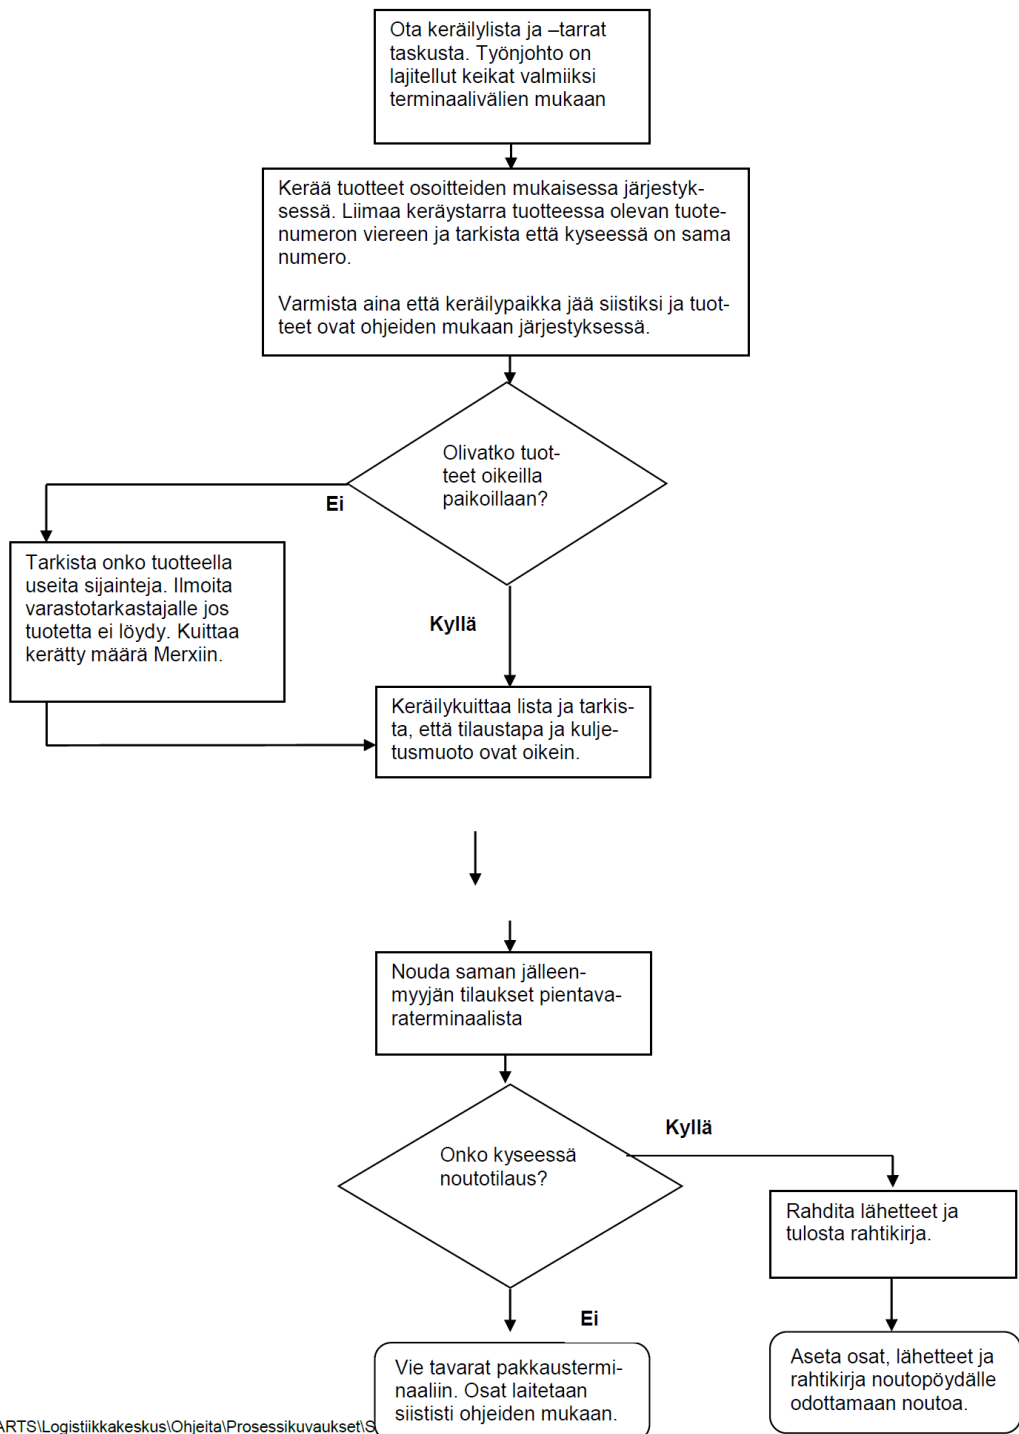 Ota keräilylista ja –tarrat
taskusta. Työnjohto on
lajitellut keikat valmiiksi
terminaalivälien mukaan
Kerää tuotteet osoitteiden mukaisessa järjestyk-
sessä. Liimaa keräystarra tuotteessa olevan tuote-
numeron viereen ja tarkista että kyseessä on sama
numero.
Varmista aina että keräilypaikka jää siistiksi ja tuot-
teet ovat ohjeiden mukaan järjestyksessä.
Olivatko tuot-
teet oikeilla
paikoillaan?
Ei
Tarkista onko tuotteella
useita sijainteja. Ilmoita
varastotarkastajalle jos
tuotetta ei löydy. Kuittaa
kerätty määrä Merxiin.
Kyllä
Keräilykuittaa lista ja tarkis-
ta, että tilaustapa ja kulje-
tusmuoto ovat oikein.
Nouda saman jälleen-
myyjän tilaukset pientava-
raterminaalista
Onko kyseessä
noutotilaus?
Kyllä
Rahdita lähetteet ja
tulosta rahtikirja.
Aseta osat, lähetteet ja
rahtikirja noutopöydälle
odottamaan noutoa.
Ei
Vie tavarat pakkaustermi-
naaliin. Osat laitetaan
siististi ohjeiden mukaan.
ARTS\Logistiikkakeskus\Ohjeita\Prosessikuvaukset\S